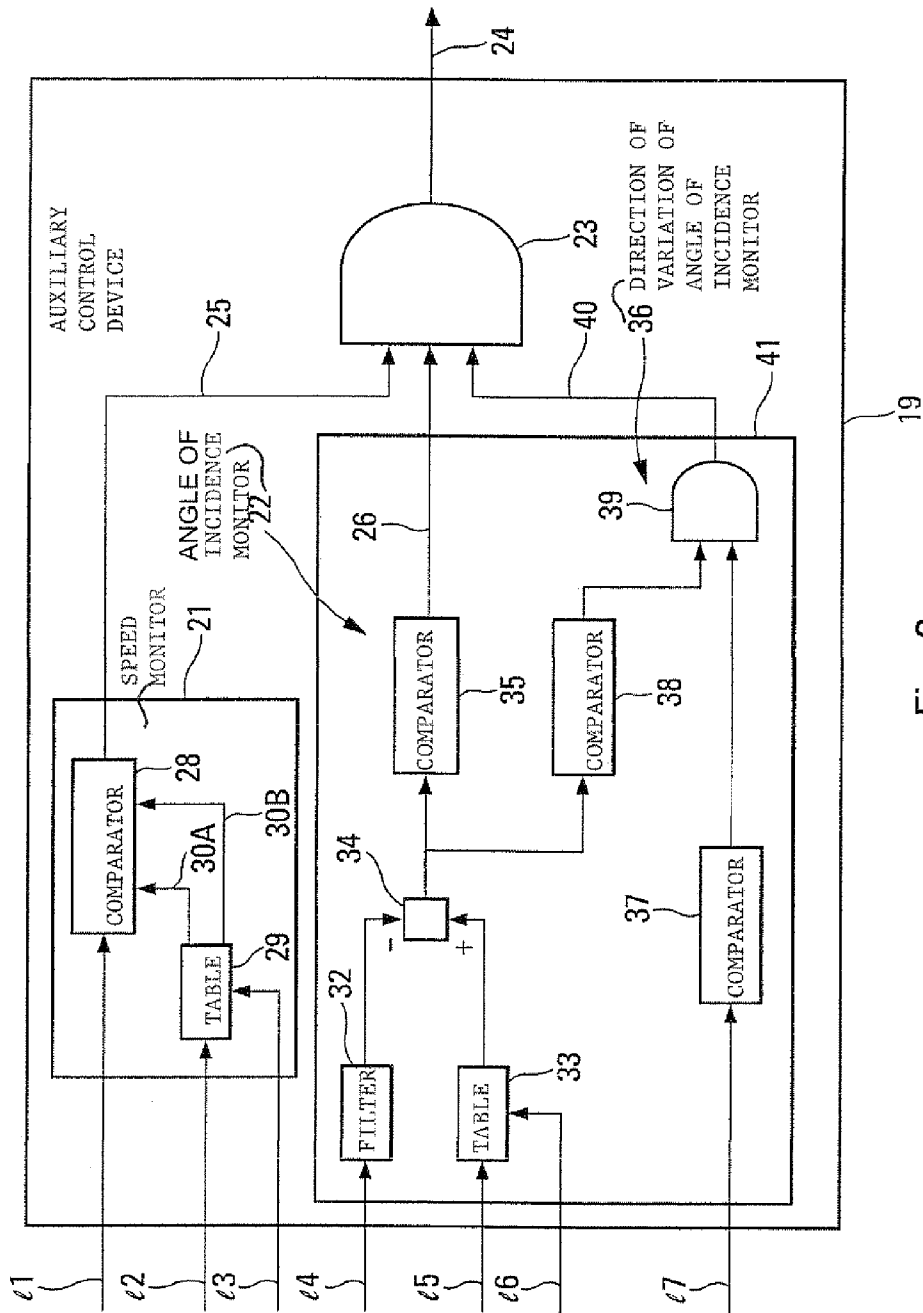 AUXILIARY
CONTROL
DEVICE
24
25
SPEED
MONITOR
21
28
COMPARATOR
30A
30B
29
TABLE
ℓ1
ℓ2
ℓ3
23
ANGLE OF
INCIDENCE
MONITOR
22
26
40
36
DIRECTION OF
VARIATION OF
ANGLE OF
INCIDENCE
MONITOR
41
39
COMPARATOR
35
COMPARATOR
38
34
-
+
32
FILTER
33
TABLE
37
COMPARATOR
ℓ4
ℓ5
ℓ6
ℓ7
19